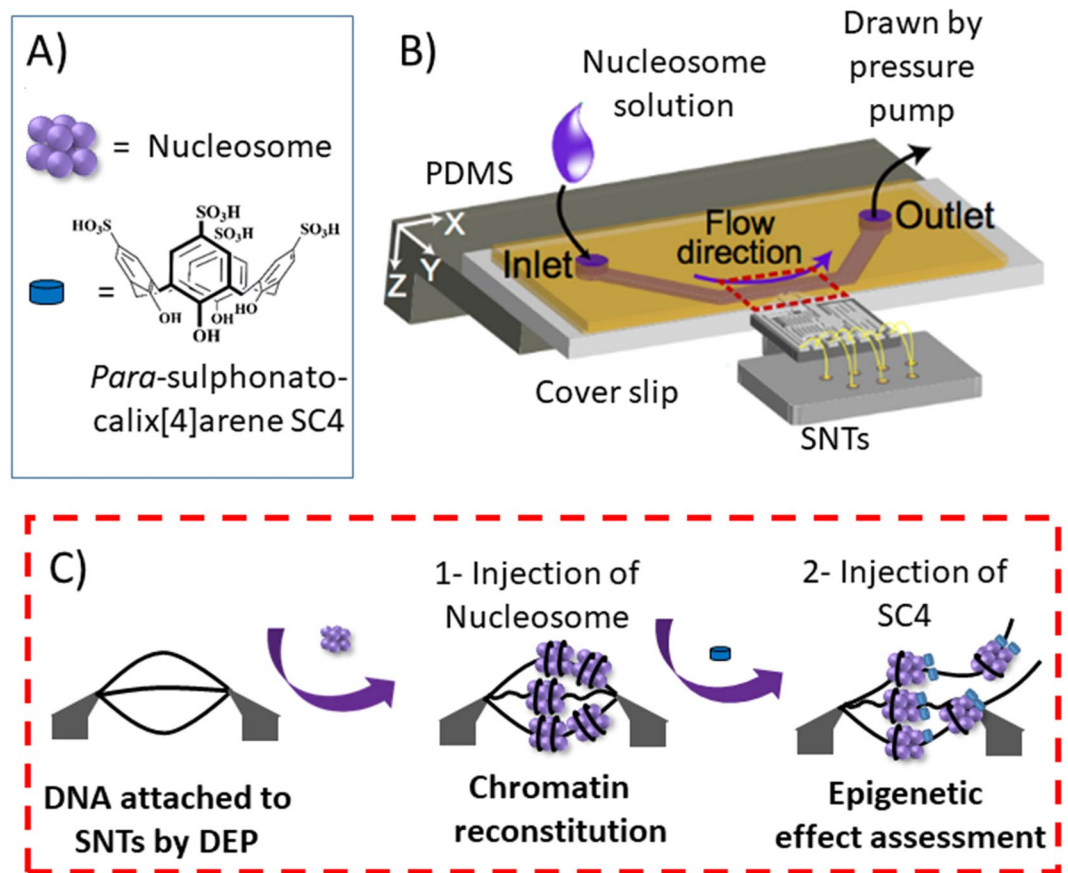 A)
= Nucleosome
HO₃S
SO₃H
SO₃H
SO₃H
=
OH
OH
HO
OH
Para-sulphonato-
calix[4]arene SC4
B)
Nucleosome
solution
Drawn by
pressure
pump
PDMS
X
Y
Z
Inlet
Flow
direction
Outlet
Cover slip
SNTs
C)
1- Injection of
Nucleosome
2- Injection of
SC4
DNA attached to
SNTs by DEP
Chromatin
reconstitution
Epigenetic
effect assessment